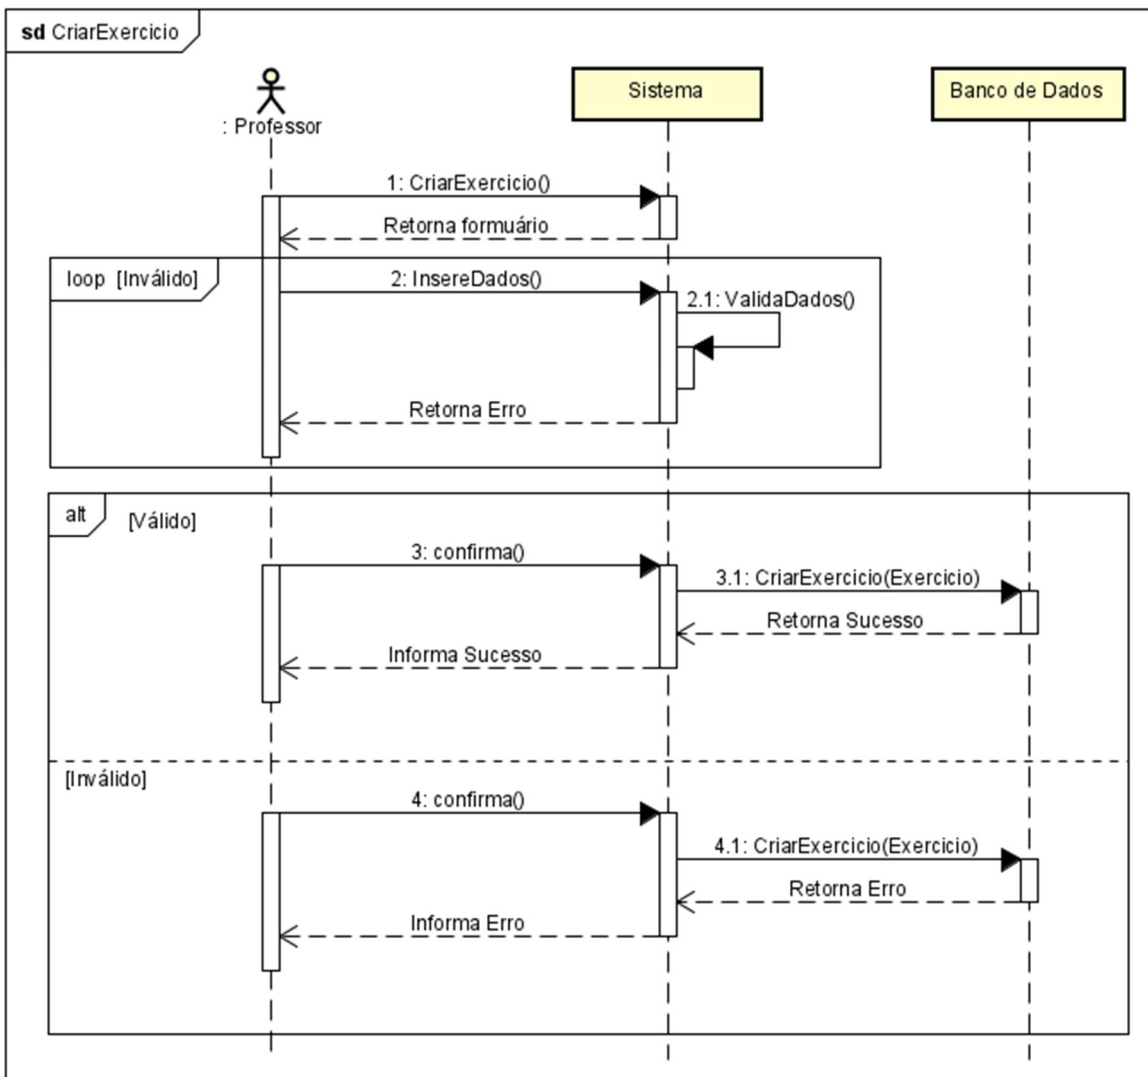 sd CriarExercicio
: Professor
Sistema
Banco de Dados
1: CriarExercicio()
Retorna formuário
loop [Inválido]
2: InsereDados()
2.1: ValidaDados()
Retorna Erro
alt [Válido]
3: confirma()
3.1: CriarExercicio(Exercicio)
Retorna Sucesso
Informa Sucesso
[Inválido]
4: confirma()
4.1: CriarExercicio(Exercicio)
Retorna Erro
Informa Erro